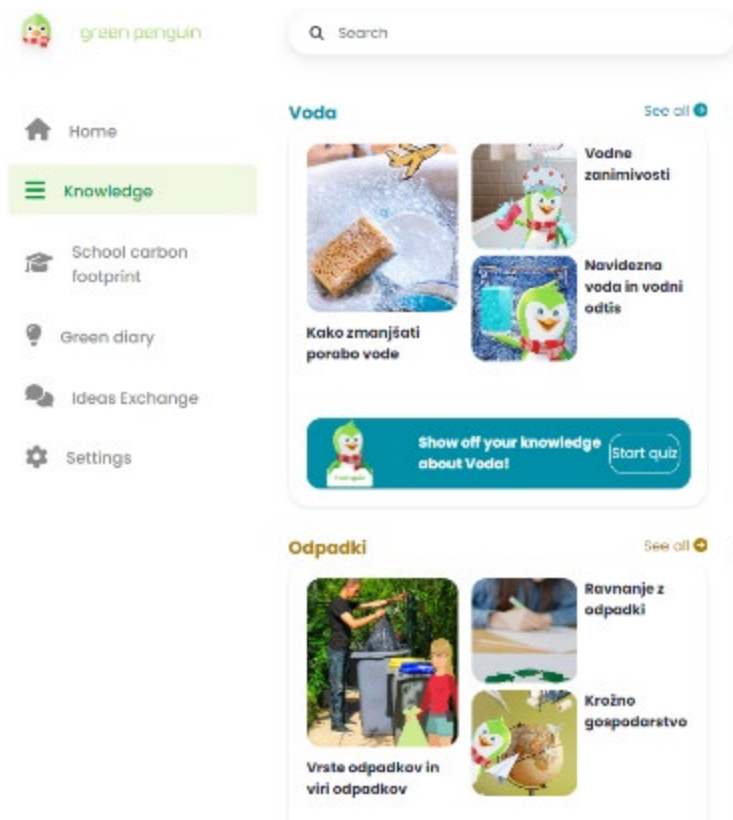 green penguin
Search
Home
Knowledge
School carbon
footprint
Green diary
Ideas Exchange
Settings
Voda
See all
Kako zmanjšati
porabo vode
Vodne
zanimivosti
Navidezna
voda in vodni
odtis
Show off your knowledge
about Voda!
Start quiz
Odpadki
See all
Vrste odpadkov in
viri odpadkov
Ravnanje z
odpadki
Krožno
gospodarstvo